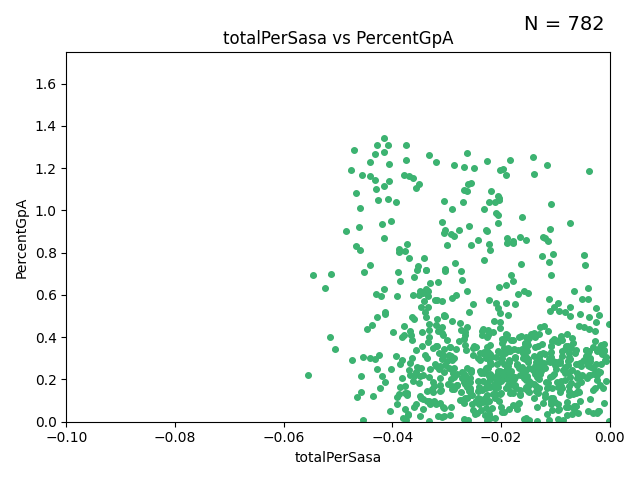 N = 782
totalPerSasa vs PercentGpA
1.6
1.4
1.2
1.0
0.8
0.6
0.4
0.2
0.0
PercentGpA
−0.10 −0.08 −0.06 −0.04 −0.02 0.00
totalPerSasa